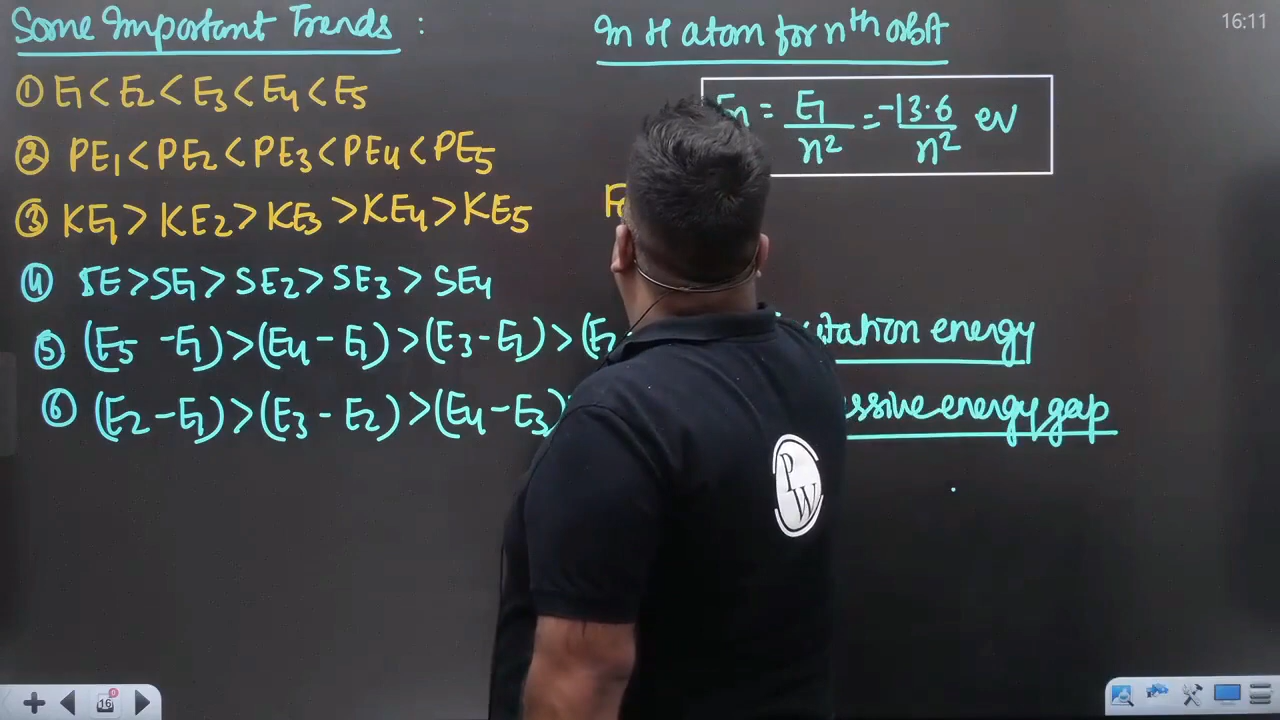 Some Important Trends :
In H atom for nth orbit
16:11
① E1 < E2 < E3 < E4 < E5
= E1/n² = -13.6/n² eV
② PE1 < PE2 < PE3 < PE4 < PE5
③ KE1 > KE2 > KE3 > KE4 > KE5
④ SE > SE1 > SE2 > SE3 > SE4
⑤ (E5 - E1) > (E4 - E1) > (E3 - E1) > (E2 itation energy
⑥ (E2 - E1) > (E3 - E2) > (E4 - E3) essive energy gap
P
W
16